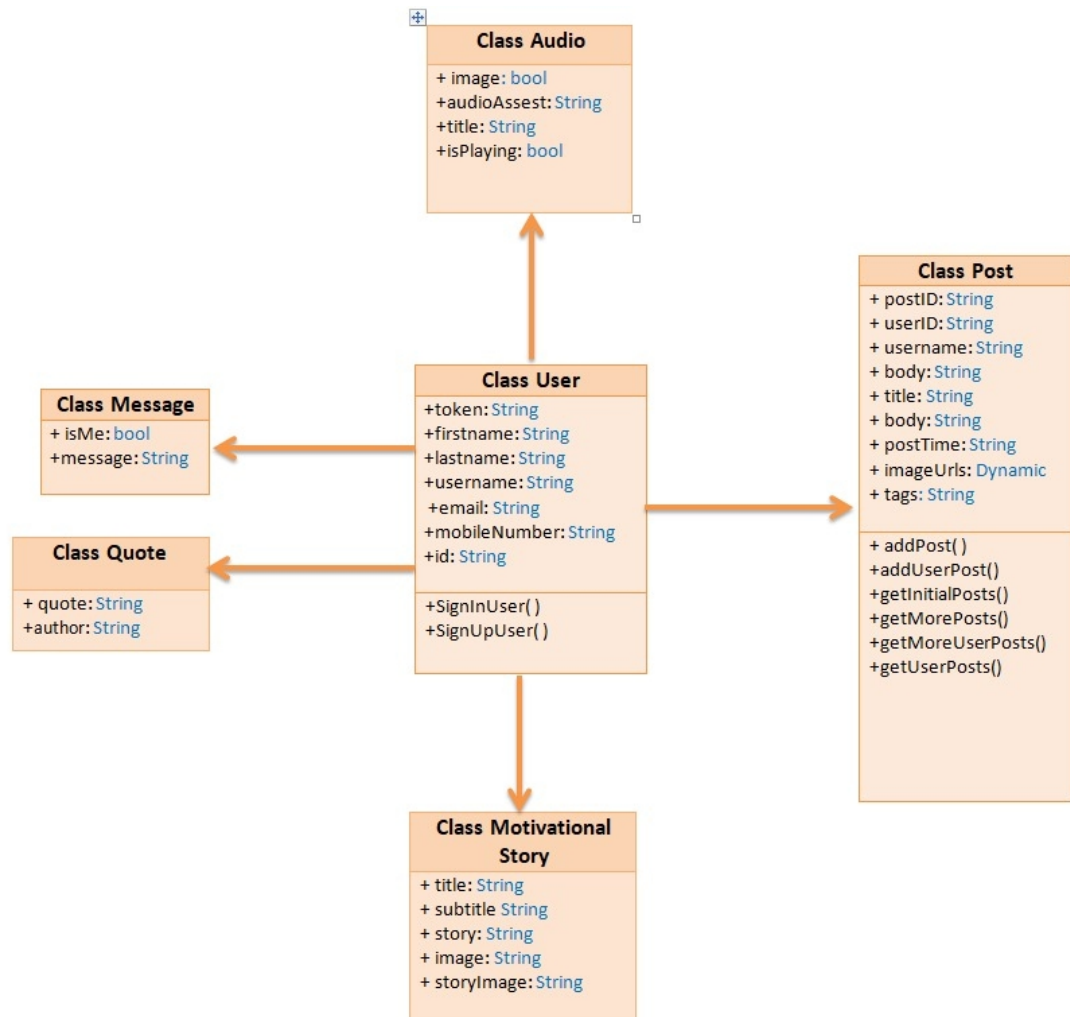 Class Audio
+ image: bool
+audioAssest: String
+title: String
+isPlaying: bool
Class Post
+ postID: String
+ userID: String
+ username: String
+ body: String
+ title: String
+ body: String
+ postTime: String
+ imageUrls: Dynamic
+ tags: String
+ addPost( )
+addUserPost()
+getInitialPosts()
+getMorePosts()
+getMoreUserPosts()
+getUserPosts()
Class User
+token: String
+firstname: String
+lastname: String
+username: String
+email: String
+mobileNumber: String
+id: String
+SignInUser( )
+SignUpUser( )
Class Message
+ isMe: bool
+message: String
Class Quote
+ quote: String
+author: String
Class Motivational
Story
+ title: String
+ subtitle String
+ story: String
+ image: String
+ storyImage: String